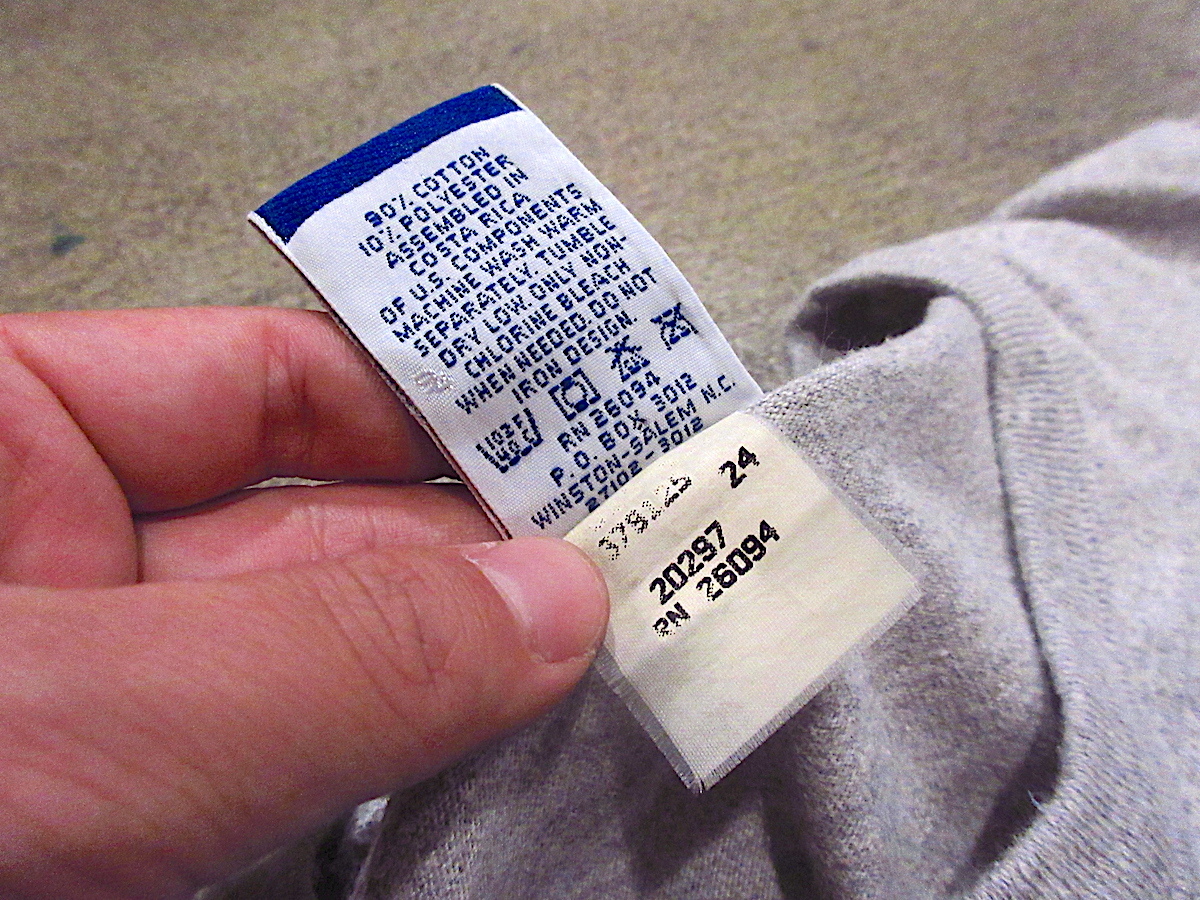 90% COTTON
10% POLYESTER
ASSEMBLED IN
COSTA RICA
OF U.S. COMPONENTS
MACHINE WASH WARM
SEPARATELY. TUMBLE
DRY LOW. ONLY NON-
CHLORINE BLEACH
WHEN NEEDED. DO NOT
IRON DESIGN.
RN 26094
P.O. BOX 3012
WINSTON-SALEM N.C.
27102-3012
24
20297
RN 26094